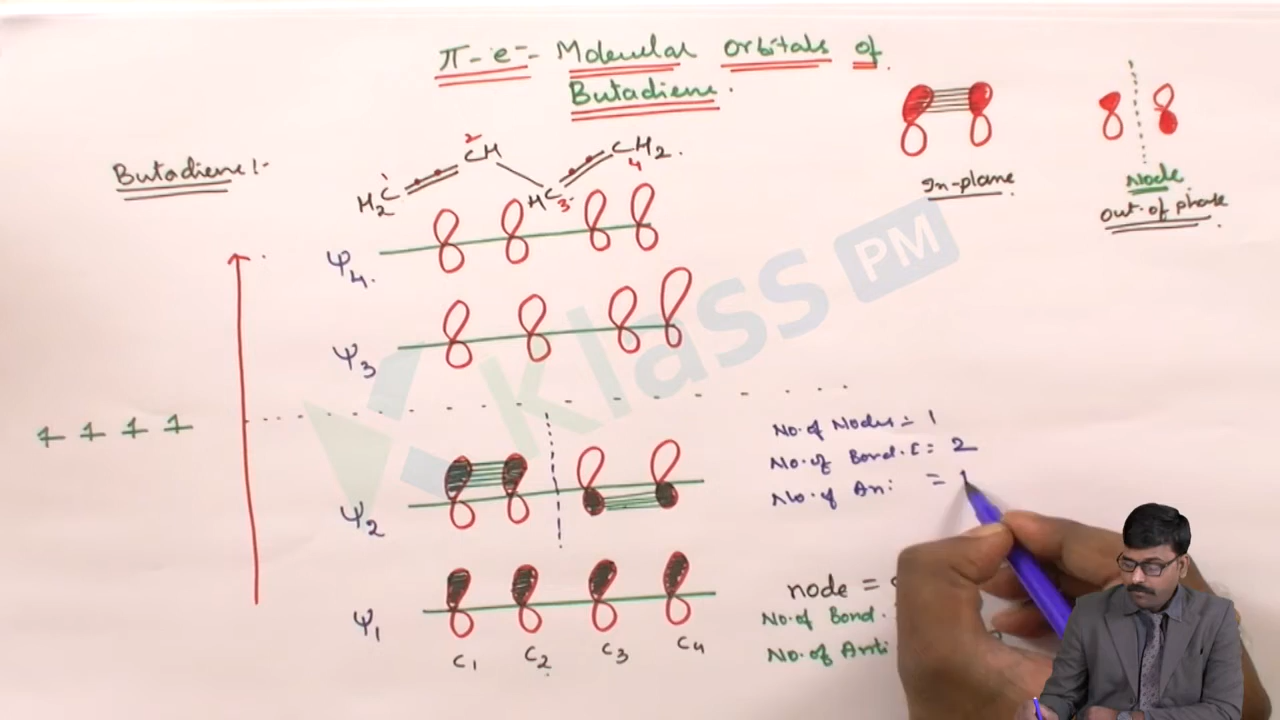 π-e⁻- Molecular orbitals of
Butadiene.
Butadiene:-
H₂C
1
2
CH
HC
3
CH₂.
4
In-plane
Node
out of phase
ψ₄.
ψ₃
ψ₂
ψ₁
No. of Nodes = 1
No. of Bond. I = 2
No. of An: = 1
node =
No. of Bond.
No. of Anti
C₁ C₂ C₃ C₄
Klass PM